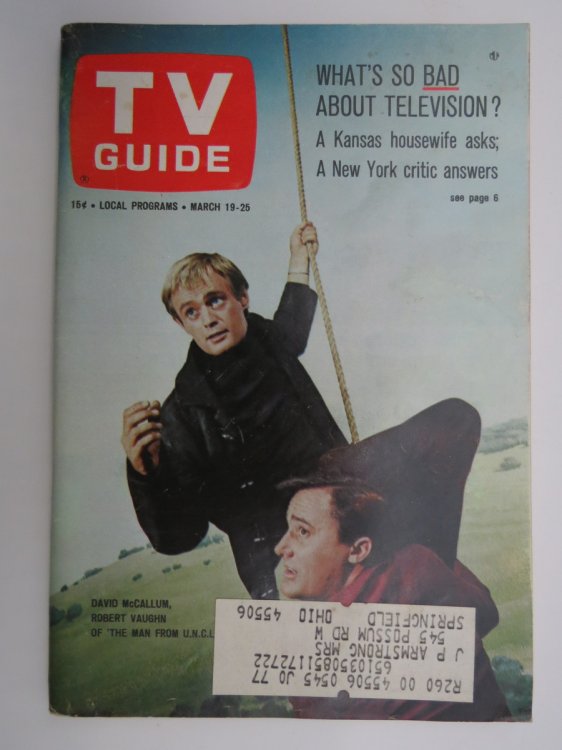 TV
GUIDE
15¢ • LOCAL PROGRAMS • MARCH 19-25
WHAT'S SO BAD
ABOUT TELEVISION?
A Kansas housewife asks;
A New York critic answers
see page 6
DAVID McCALLUM,
ROBERT VAUGHN
OF 'THE MAN FROM U.N.C.L
R260 00 45506 0545 JO 77
6510350851172722
J P ARMSTRONG MRS
545 POSSUM RD W
SPRINGFIELD OHIO 45506